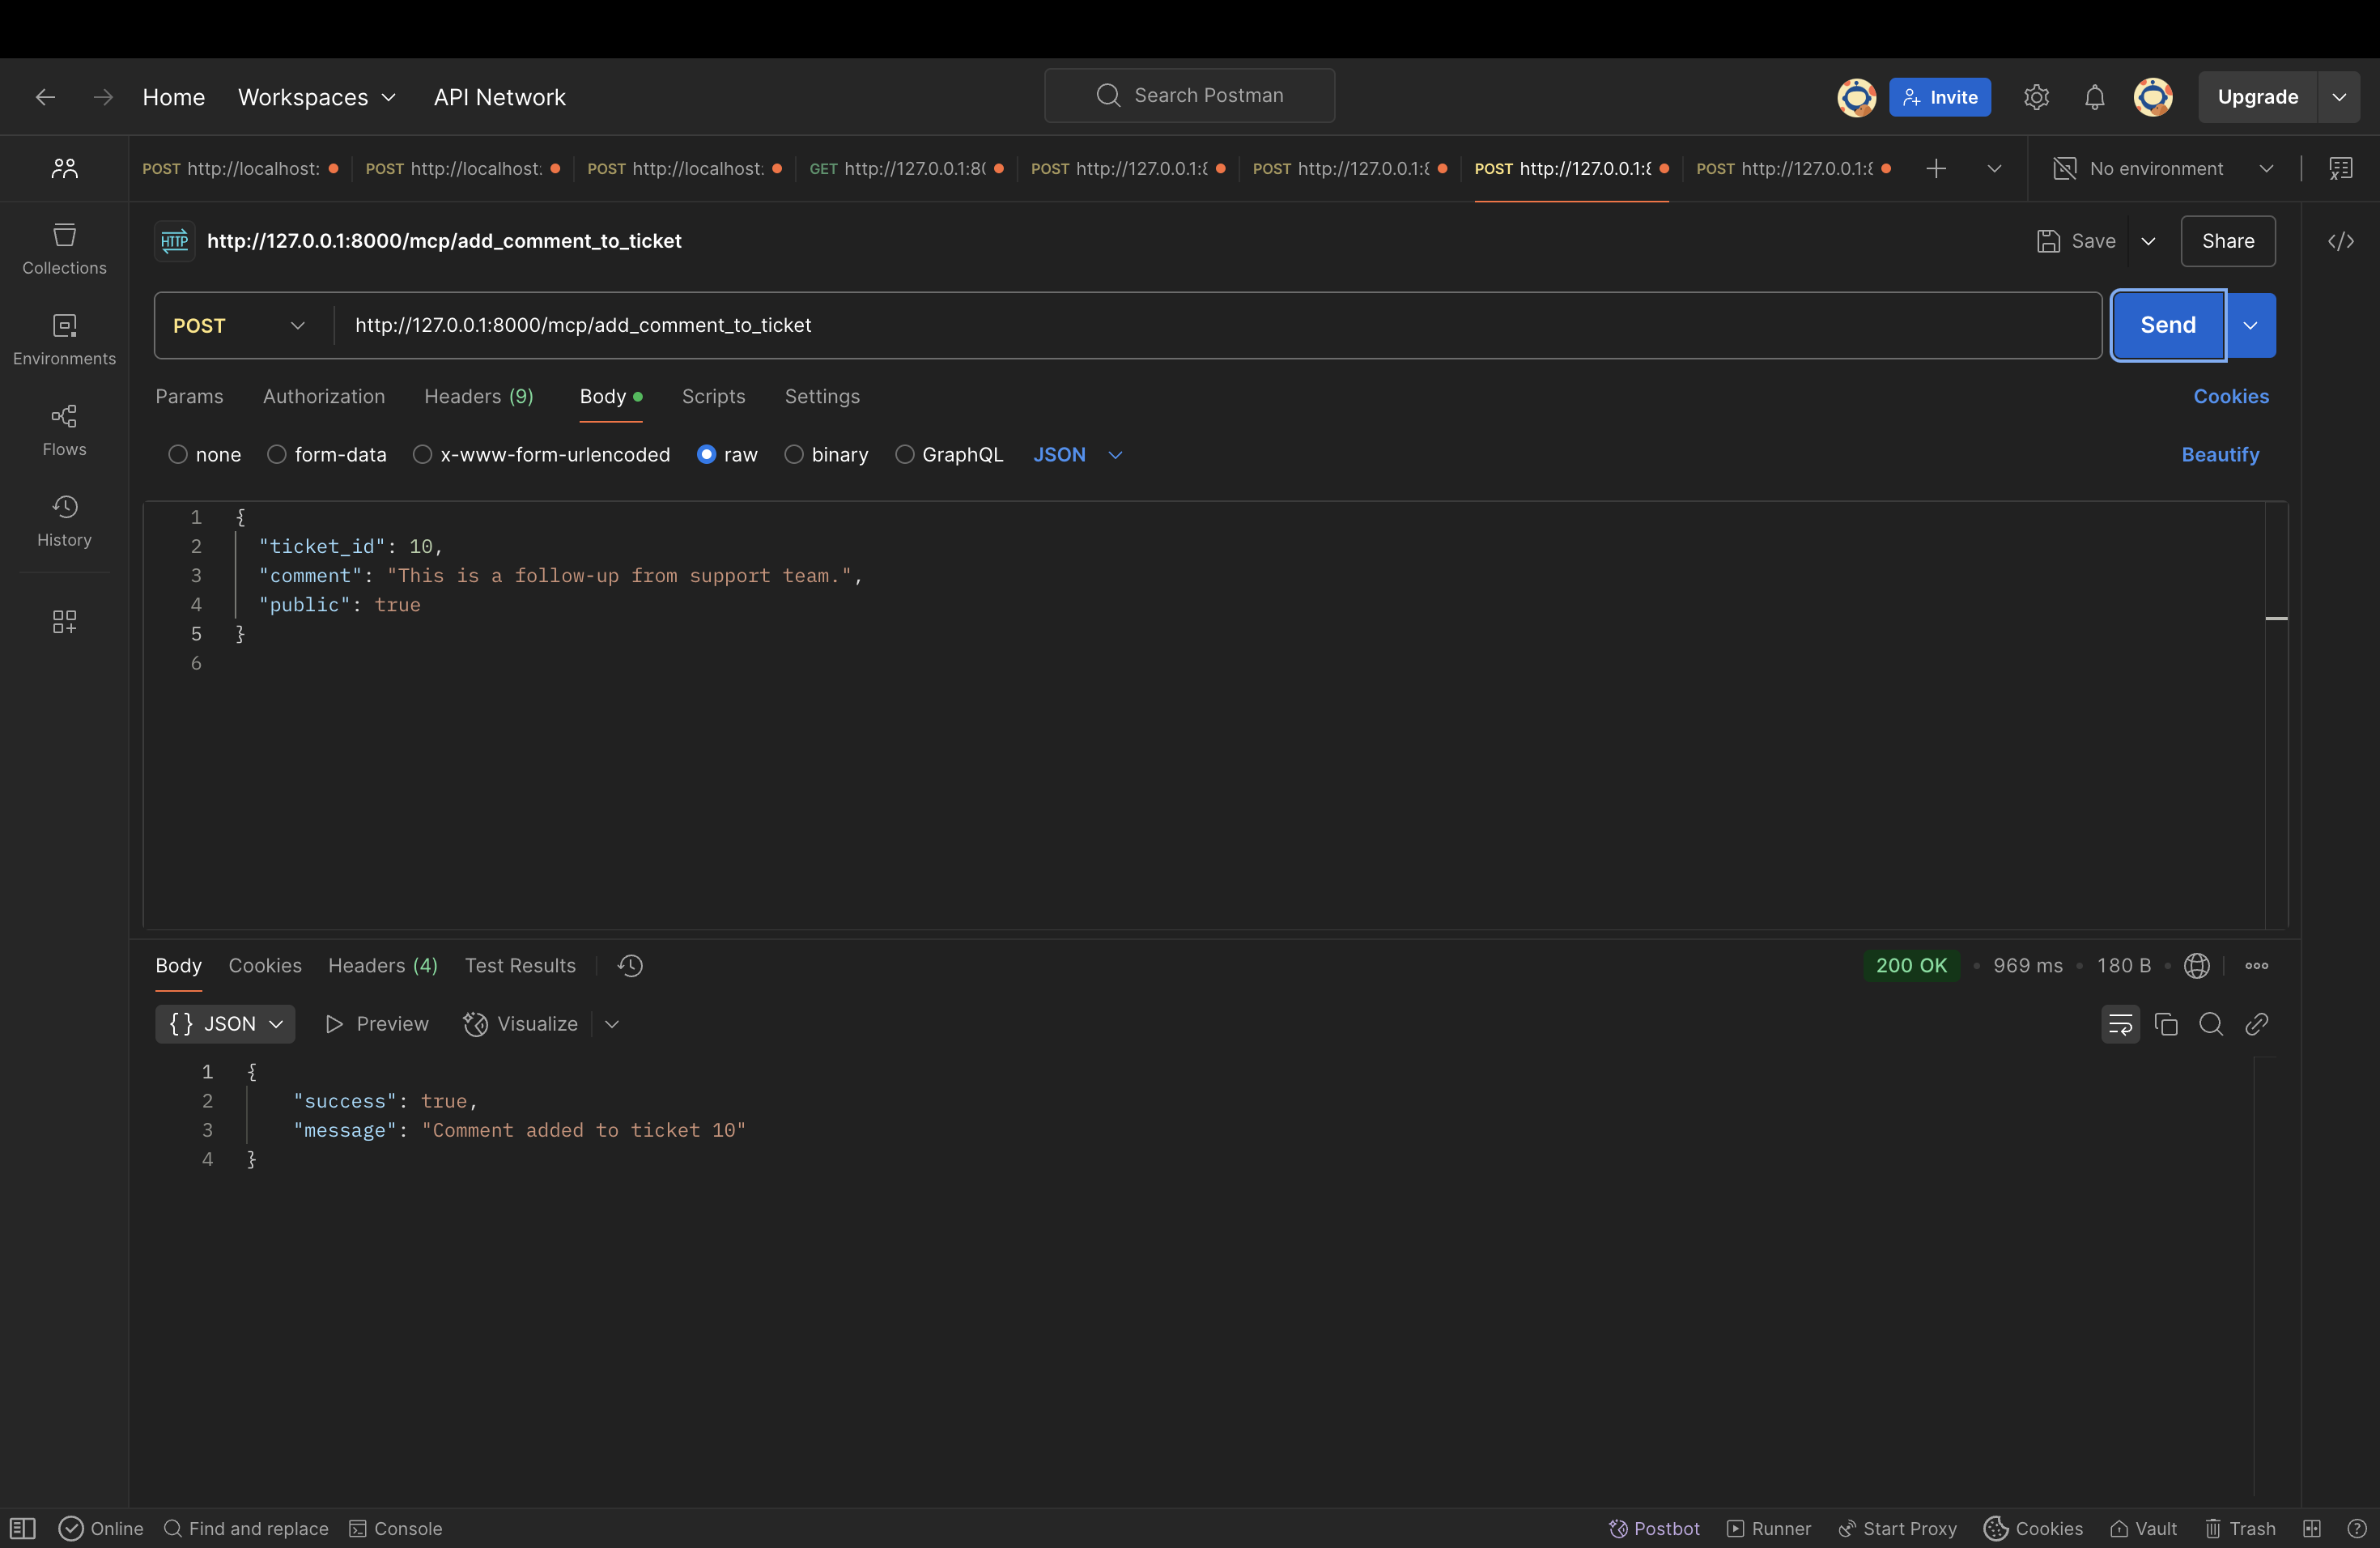 Home Workspaces API Network Search Postman Invite Upgrade
POST http://localhost: POST http://localhost: POST http://localhost: GET http://127.0.0.1:80 POST http://127.0.0.1:8 POST http://127.0.0.1:8 POST http://127.0.0.1:8 POST http://127.0.0.1:8 No environment
Collections
Environments
Flows
History
HTTP http://127.0.0.1:8000/mcp/add_comment_to_ticket Save Share
POST http://127.0.0.1:8000/mcp/add_comment_to_ticket Send
Params Authorization Headers (9) Body Scripts Settings Cookies
none form-data x-www-form-urlencoded raw binary GraphQL JSON Beautify
1 {
2 "ticket_id": 10,
3 "comment": "This is a follow-up from support team.",
4 "public": true
5 }
6
Body Cookies Headers (4) Test Results 200 OK 969 ms 180 B
{} JSON Preview Visualize
1 {
2 "success": true,
3 "message": "Comment added to ticket 10"
4 }
Online Find and replace Console Postbot Runner Start Proxy Cookies Vault Trash